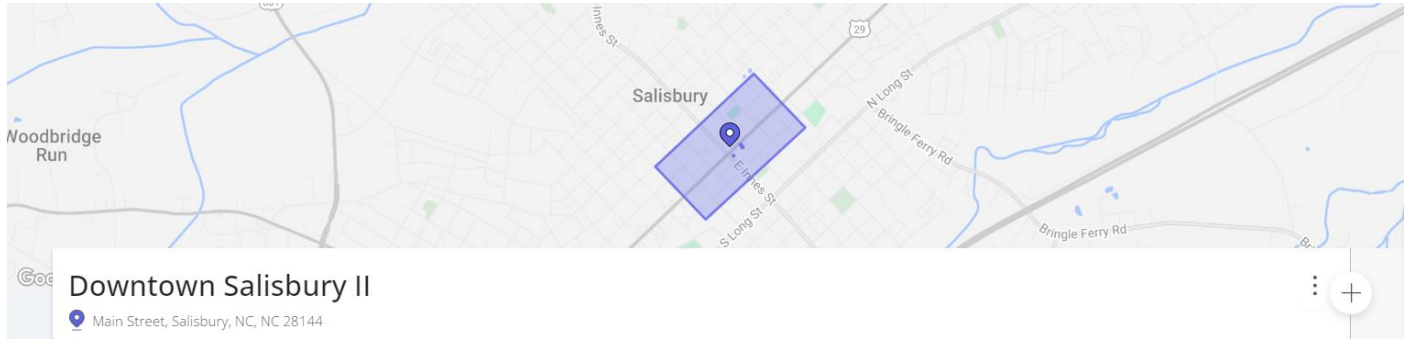 601
Innes St
29
Salisbury
N Long St
Bringle Ferry Rd
Woodbridge
Run
E Innes St
S Long St
Bringle Ferry Rd
Downtown Salisbury II
Main Street, Salisbury, NC, NC 28144